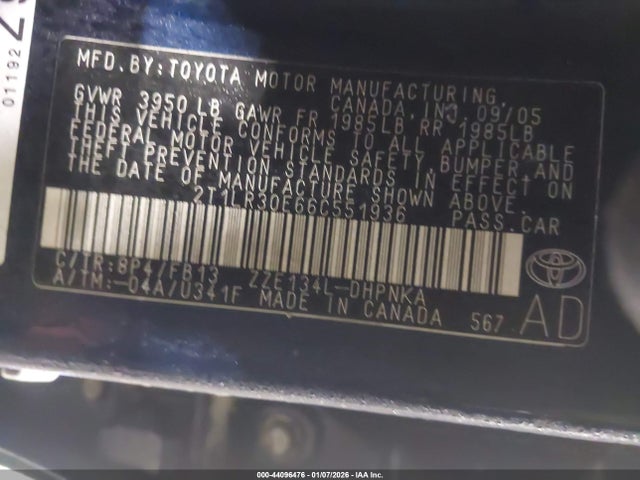 011192
MFD. BY: TOYOTA MOTOR MANUFACTURING,
CANADA, INC. 09/05
GVWR 3950 LB GAWR FR 1985LB RR 1985LB
THIS VEHICLE CONFORMS TO ALL APPLICABLE
FEDERAL MOTOR VEHICLE SAFETY, BUMPER, AND
THEFT PREVENTION STANDARDS IN EFFECT ON
THE DATE OF MANUFACTURE SHOWN ABOVE.
2T1LR30E66C551936 PASS.CAR
C/TR:8P4/FB13 ZZE134L-DHPNKA
A/TM:-04A/U341F MADE IN CANADA 567 AD
000-44096476 | 01/07/2026 | IAA Inc.